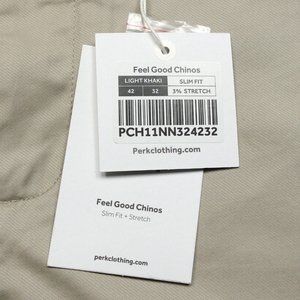 Feel Good Chinos
LIGHT KHAKI SLIM FIT
42 32 3% STRETCH
PCH11NN324232
Perkclothing.com
Feel Good Chinos
Slim Fit + Stretch
perkclothing.com